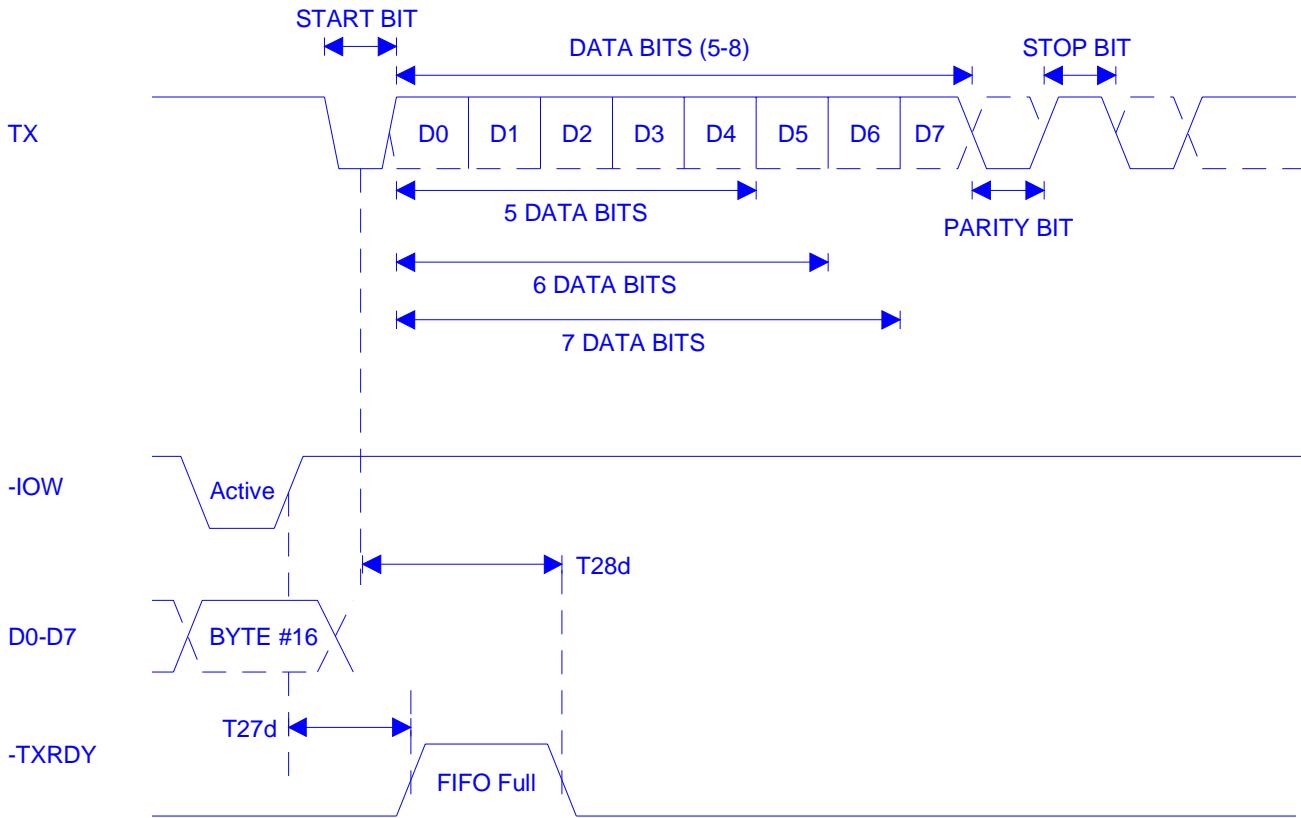 START BIT
DATA BITS (5-8)
STOP BIT
TX
D0 D1 D2 D3 D4 D5 D6 D7
5 DATA BITS
PARITY BIT
6 DATA BITS
7 DATA BITS
-IOW
Active
T28d
D0-D7
BYTE #16
T27d
-TXRDY
FIFO Full